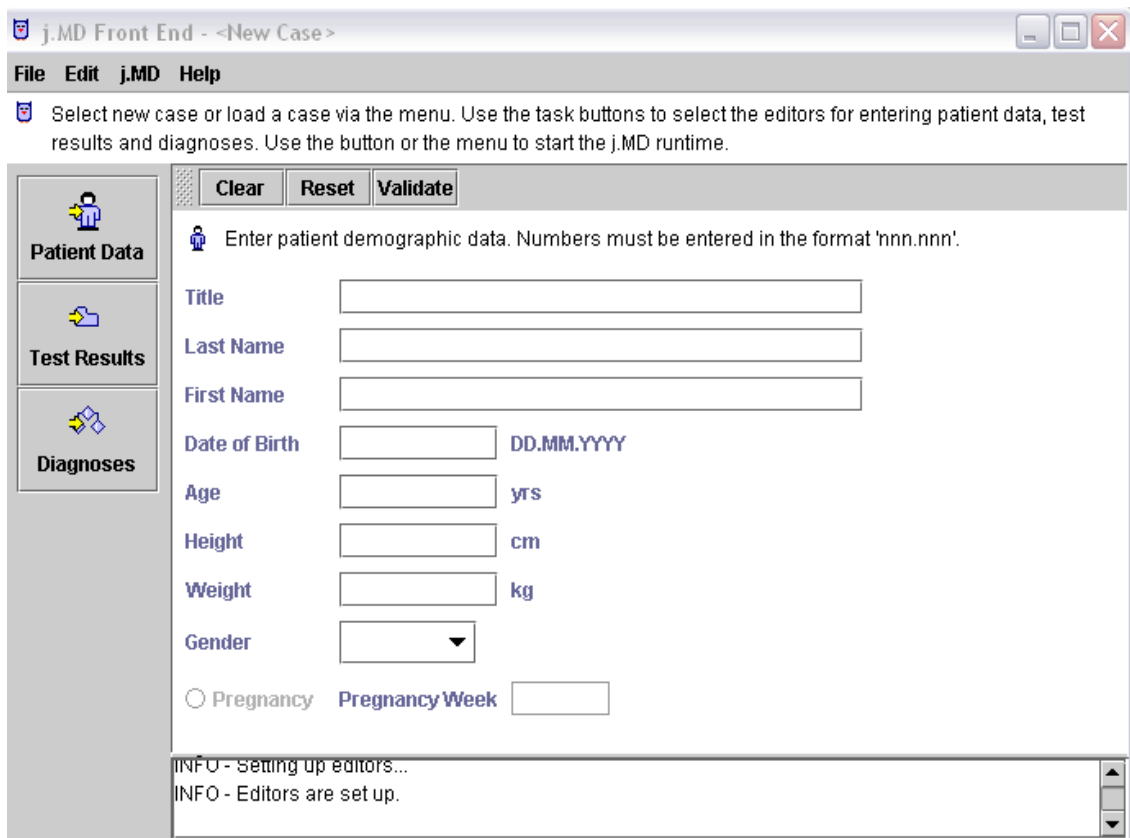 j.MD Front End - <New Case>
File Edit j.MD Help
Select new case or load a case via the menu. Use the task buttons to select the editors for entering patient data, test
results and diagnoses. Use the button or the menu to start the j.MD runtime.
Clear Reset Validate
Patient Data
Enter patient demographic data. Numbers must be entered in the format 'nnn.nnn'.
Title
Test Results
Last Name
First Name
Diagnoses
Date of Birth DD.MM.YYYY
Age yrs
Height cm
Weight kg
Gender
Pregnancy Pregnancy Week
INFO - Setting up editors...
INFO - Editors are set up.